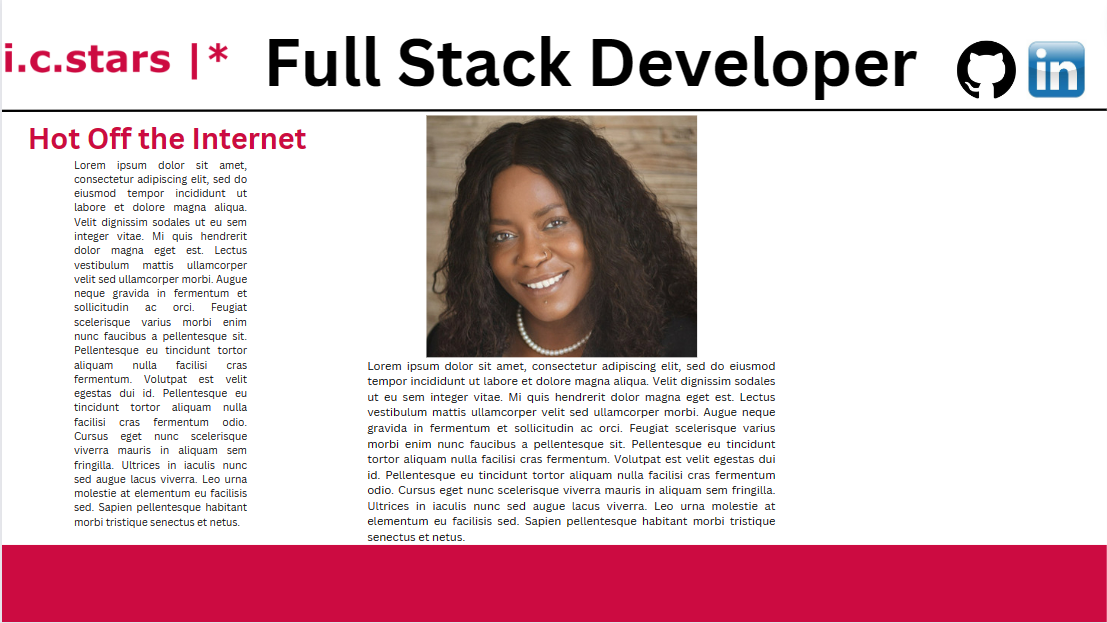 i.c.stars |*
Full Stack Developer
in
Hot Off the Internet
Lorem ipsum dolor sit amet,
consectetur adipiscing elit, sed do
eiusmod tempor incididunt ut
labore et dolore magna aliqua.
Velit dignissim sodales ut eu sem
integer vitae. Mi quis hendrerit
dolor magna eget est. Lectus
vestibulum mattis ullamcorper
velit sed ullamcorper morbi. Augue
neque gravida in fermentum et
sollicitudin ac orci. Feugiat
scelerisque varius morbi enim
nunc faucibus a pellentesque sit.
Pellentesque eu tincidunt tortor
aliquam nulla facilisi cras
fermentum. Volutpat est velit
egestas dui id. Pellentesque eu
tincidunt tortor aliquam nulla
facilisi cras fermentum odio.
Cursus eget nunc scelerisque
viverra mauris in aliquam sem
fringilla. Ultrices in iaculis nunc
sed augue lacus viverra. Leo urna
molestie at elementum eu facilisis
sed. Sapien pellentesque habitant
morbi tristique senectus et netus.
Lorem ipsum dolor sit amet, consectetur adipiscing elit, sed do eiusmod
tempor incididunt ut labore et dolore magna aliqua. Velit dignissim sodales
ut eu sem integer vitae. Mi quis hendrerit dolor magna eget est. Lectus
vestibulum mattis ullamcorper velit sed ullamcorper morbi. Augue neque
gravida in fermentum et sollicitudin ac orci. Feugiat scelerisque varius
morbi enim nunc faucibus a pellentesque sit. Pellentesque eu tincidunt
tortor aliquam nulla facilisi cras fermentum. Volutpat est velit egestas dui
id. Pellentesque eu tincidunt tortor aliquam nulla facilisi cras fermentum
odio. Cursus eget nunc scelerisque viverra mauris in aliquam sem fringilla.
Ultrices in iaculis nunc sed augue lacus viverra. Leo urna molestie at
elementum eu facilisis sed. Sapien pellentesque habitant morbi tristique
senectus et netus.